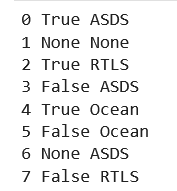 0 True ASDS
1 None None
2 True RTLS
3 False ASDS
4 True Ocean
5 False Ocean
6 None ASDS
7 False RTLS